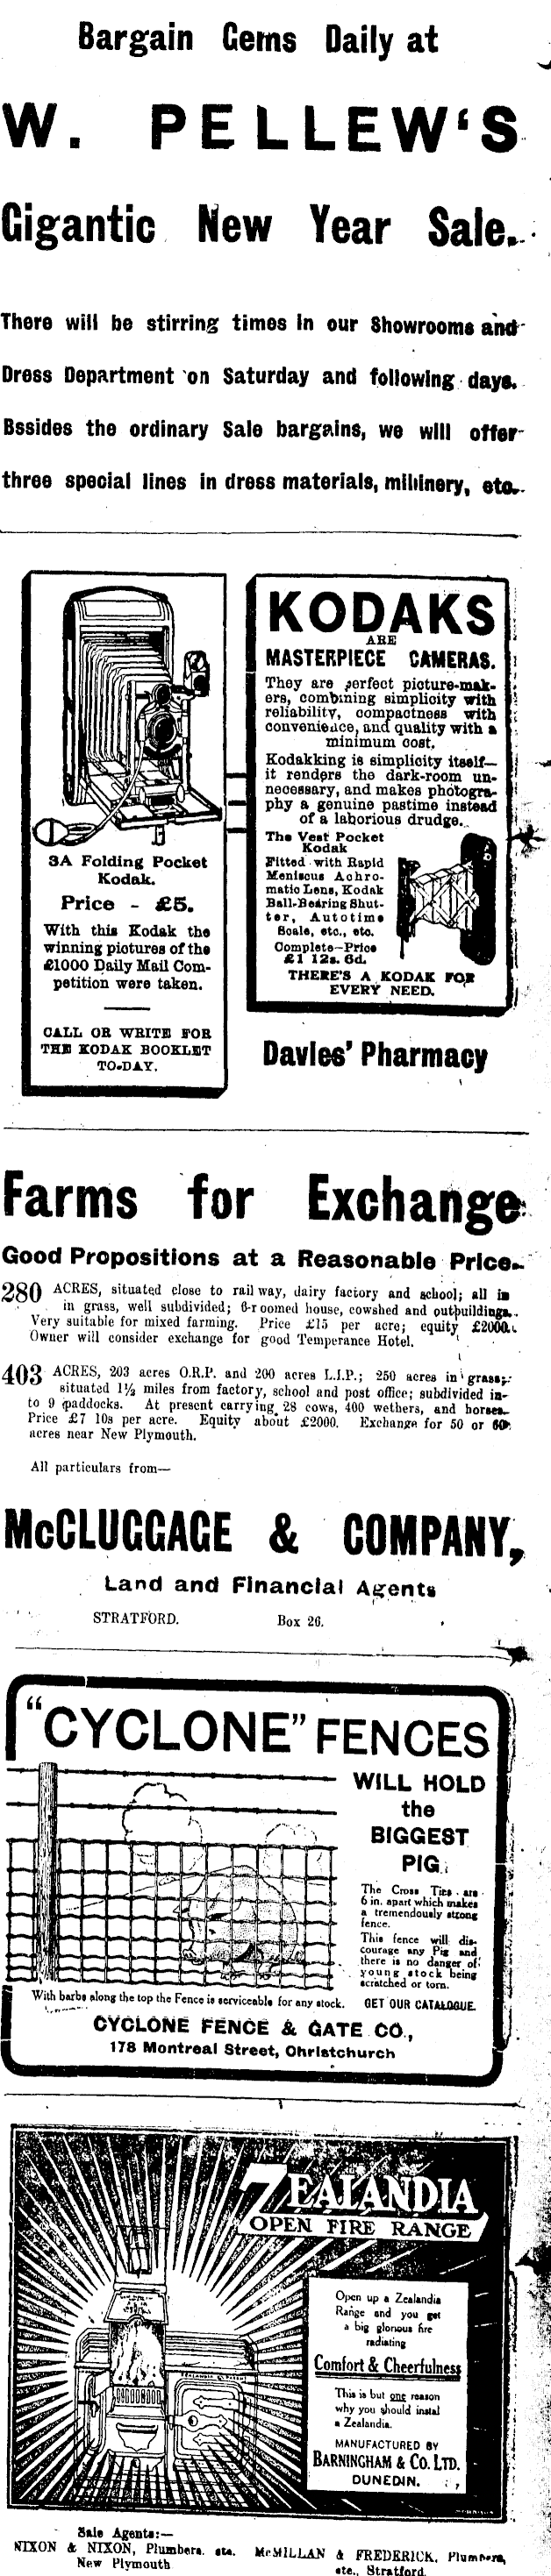 Bargain Gems Daily at
W. PELLEW'S
Gigantic New Year Sale.
There will be stirring times in our Showrooms and
Dress Department on Saturday and following days.
Bssides the ordinary Sale bargains, we will offer
three special lines in dress materials, millinery, etc.
3A Folding Pocket
Kodak.
Price - £5.
With this Kodak the
winning pictures of the
£1000 Daily Mail Com-
petition were taken.
CALL OR WRITE FOR
THE KODAK BOOKLET
TO-DAY.
KODAKS
ARE
MASTERPIECE CAMERAS.
They are perfect picture-mak-
ers, combining simplicity with
reliability, compactness with
convenience, and quality with a
minimum cost.
Kodakking is simplicity itself—
it renders the dark-room un-
necessary, and makes photogra-
phy a genuine pastime instead
of a laborious drudge.
The Vest Pocket
Kodak
Fitted with Rapid
Meniscus Achro-
matic Lens, Kodak
Ball-Bearing Shut-
ter, Autotime
Scale, etc., etc.
Complete—Price
£1 12s. 6d.
THERE'S A KODAK FOR
EVERY NEED.
Davies' Pharmacy
Farms for Exchange
Good Propositions at a Reasonable Price.
280 ACRES, situated close to railway, dairy factory and school; all in
in grass, well subdivided; 6-roomed house, cowshed and outbuildings.
Very suitable for mixed farming. Price £15 per acre; equity £2000.
Owner will consider exchange for good Temperance Hotel.
403 ACRES, 203 acres O.R.P. and 200 acres L.I.P.; 250 acres in grass;
situated 1½ miles from factory, school and post office; subdivided in-
to 9 paddocks. At present carrying 28 cows, 400 wethers, and horses.
Price £7 10s per acre. Equity about £2000. Exchange for 50 or 60
acres near New Plymouth.
All particulars from—
McCLUGGAGE & COMPANY,
Land and Financial Agents
STRATFORD. Box 26.
"CYCLONE" FENCES
WILL HOLD
the
BIGGEST
PIG.
The Cross Ties are
6 in. apart which makes
a tremendously strong
fence.
This fence will dis-
courage any Pig and
there is no danger of
young stock being
scratched or torn.
With barbs along the top the Fence is serviceable for any stock. GET OUR CATALOGUE.
CYCLONE FENCE & GATE CO.,
178 Montreal Street, Christchurch
ZEALANDIA
OPEN FIRE RANGE
Open up a Zealandia
Range and you get
a big glorious fire
radiating
Comfort & Cheerfulness
This is but one reason
why you should instal
a Zealandia.
MANUFACTURED BY
BARNINGHAM & CO. LTD.
DUNEDIN.
Sale Agents:—
NIXON & NIXON, Plumbers. etc.
New Plymouth
McMILLAN & FREDERICK, Plumbers,
etc., Stratford.